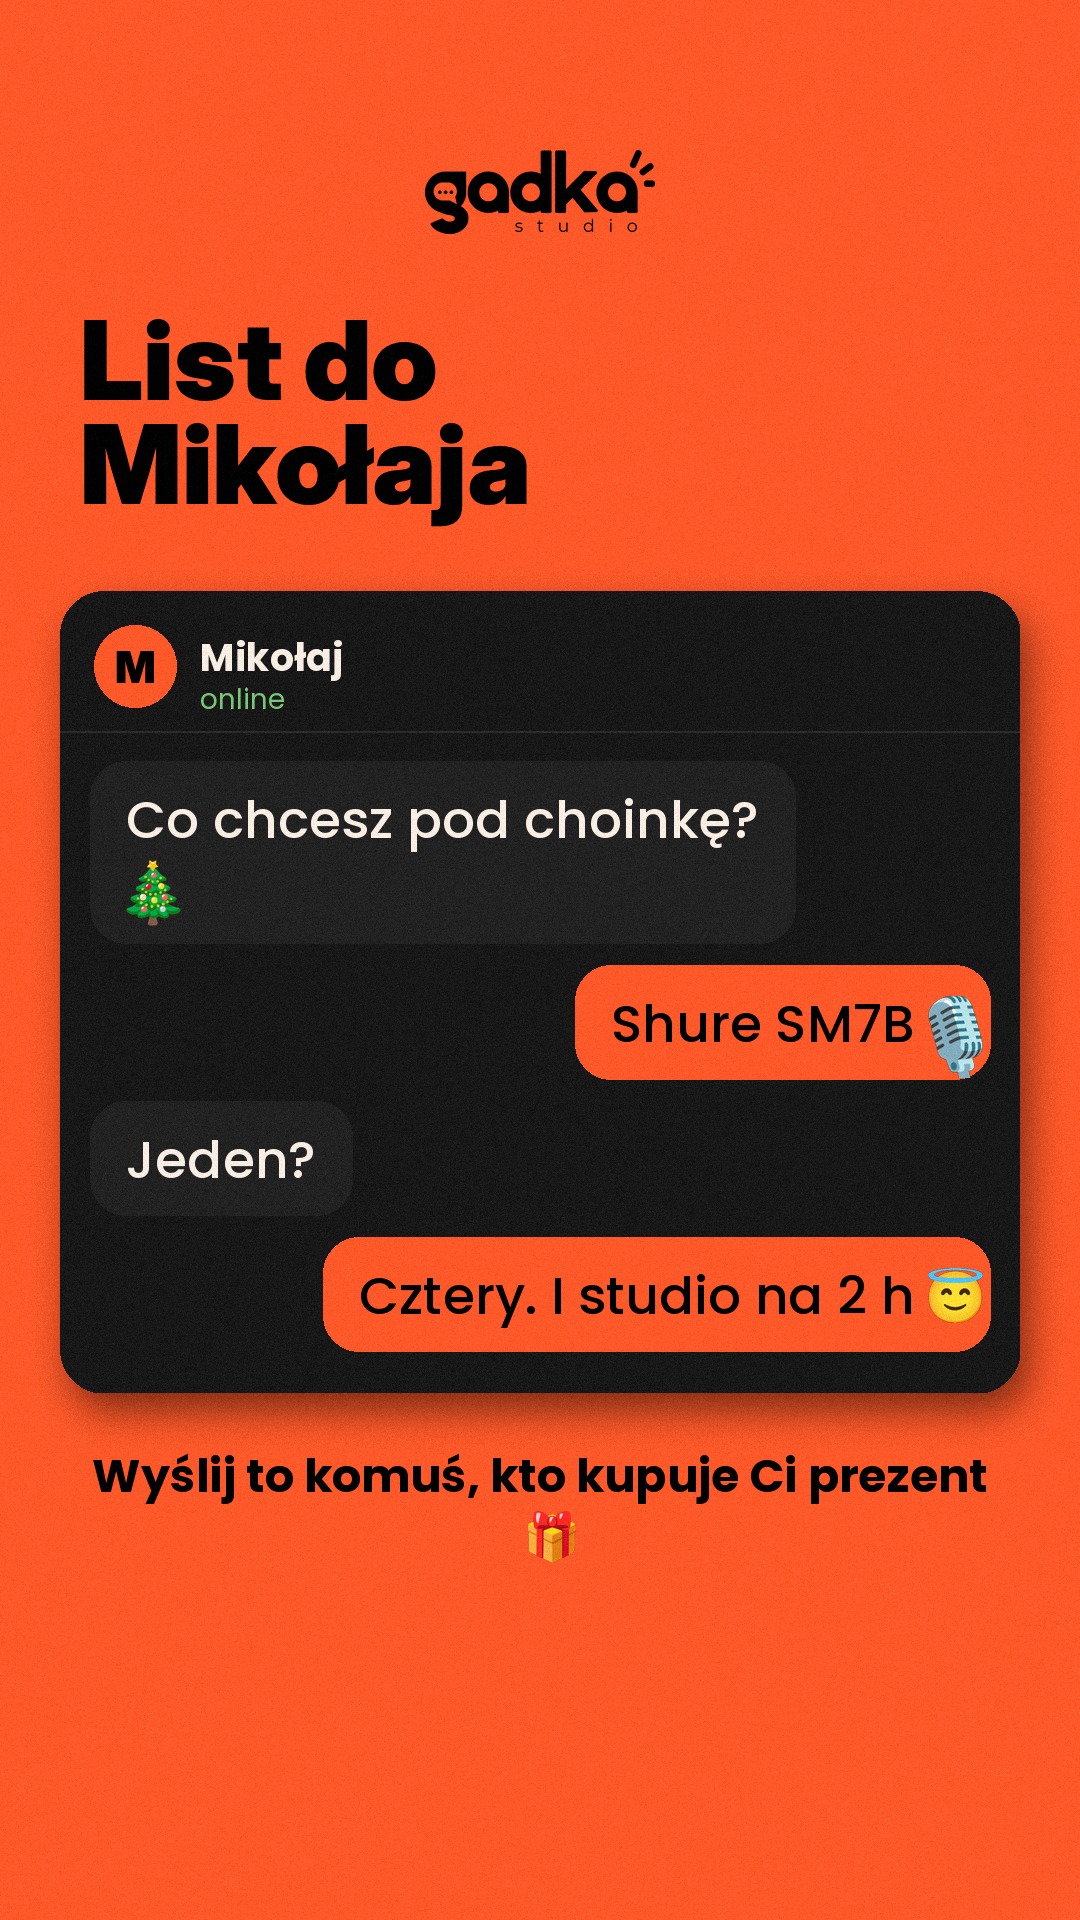 gadka
studio
List do
Mikołaja
M
Mikołaj
online
Co chcesz pod choinkę?
🎄
Shure SM7B 🎙️
Jeden?
Cztery. I studio na 2 h 😇
Wyślij to komuś, kto kupuje Ci prezent
🎁